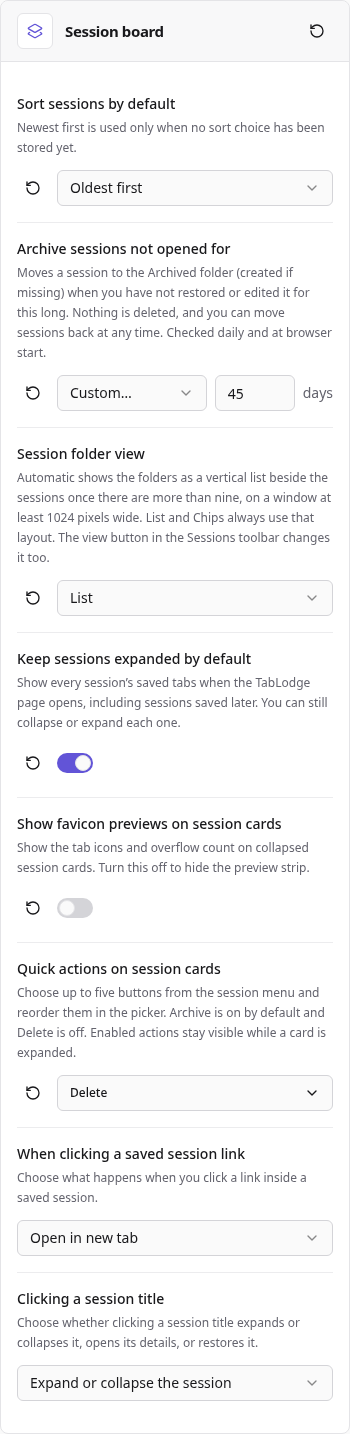 Session board
Sort sessions by default
Newest first is used only when no sort choice has been
stored yet.
Oldest first
Archive sessions not opened for
Moves a session to the Archived folder (created if
missing) when you have not restored or edited it for
this long. Nothing is deleted, and you can move
sessions back at any time. Checked daily and at browser
start.
Custom... 45 days
Session folder view
Automatic shows the folders as a vertical list beside the
sessions once there are more than nine, on a window at
least 1024 pixels wide. List and Chips always use that
layout. The view button in the Sessions toolbar changes
it too.
List
Keep sessions expanded by default
Show every session’s saved tabs when the TabLodge
page opens, including sessions saved later. You can still
collapse or expand each one.
Show favicon previews on session cards
Show the tab icons and overflow count on collapsed
session cards. Turn this off to hide the preview strip.
Quick actions on session cards
Choose up to five buttons from the session menu and
reorder them in the picker. Archive is on by default and
Delete is off. Enabled actions stay visible while a card is
expanded.
Delete
When clicking a saved session link
Choose what happens when you click a link inside a
saved session.
Open in new tab
Clicking a session title
Choose whether clicking a session title expands or
collapses it, opens its details, or restores it.
Expand or collapse the session